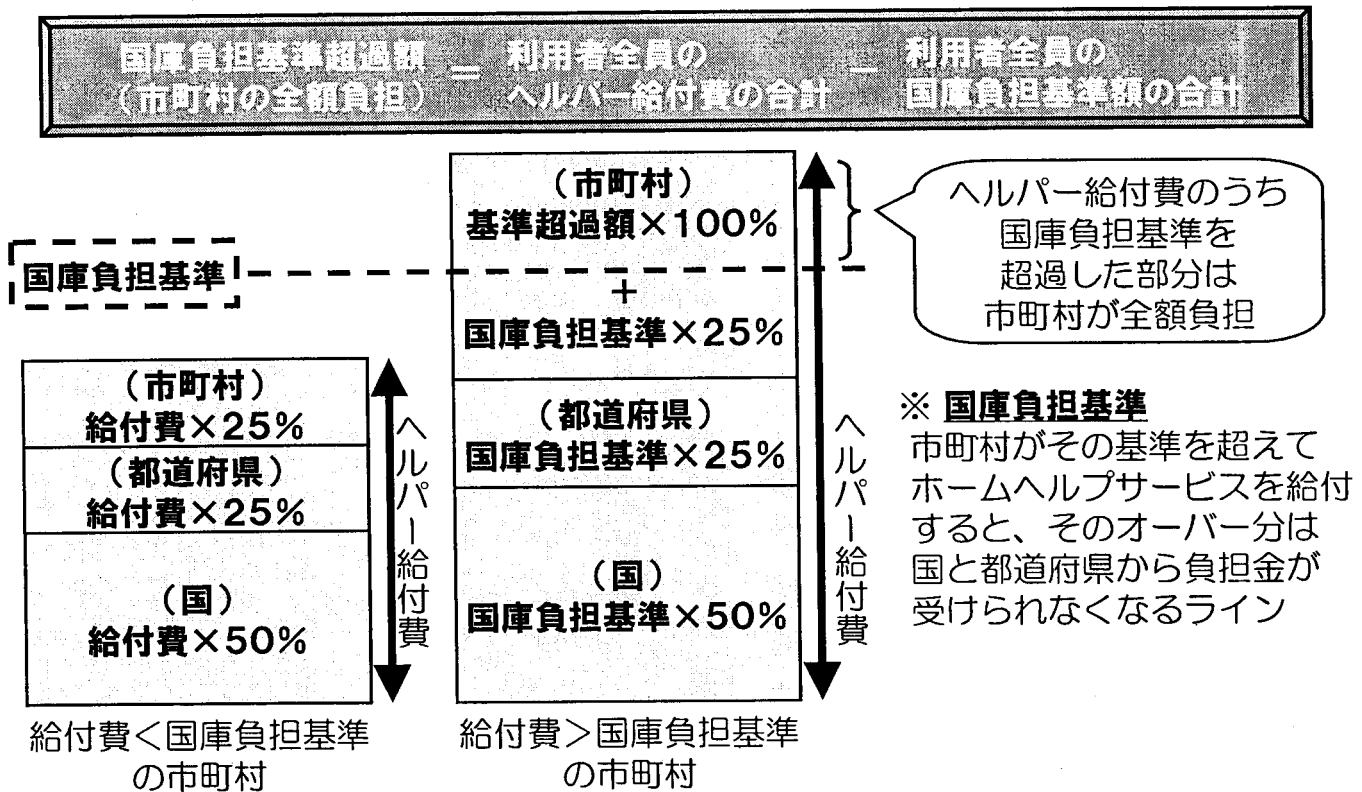 国庫負担基準超過額 = 利用者全員の − 利用者全員の
(市町村の全額負担) ヘルパー給付費の合計 国庫負担基準額の合計
(市町村)
基準超過額×100%
ヘルパー給付費のうち
国庫負担基準を
超過した部分は
市町村が全額負担
国庫負担基準
+
国庫負担基準×25%
(都道府県)
国庫負担基準×25%
(国)
国庫負担基準×50%
ヘルパー給付費
(市町村)
給付費×25%
(都道府県)
給付費×25%
(国)
給付費×50%
ヘルパー給付費
※ 国庫負担基準
市町村がその基準を超えて
ホームヘルプサービスを給付
すると、そのオーバー分は
国と都道府県から負担金が
受けられなくなるライン
給付費<国庫負担基準
の市町村
給付費>国庫負担基準
の市町村